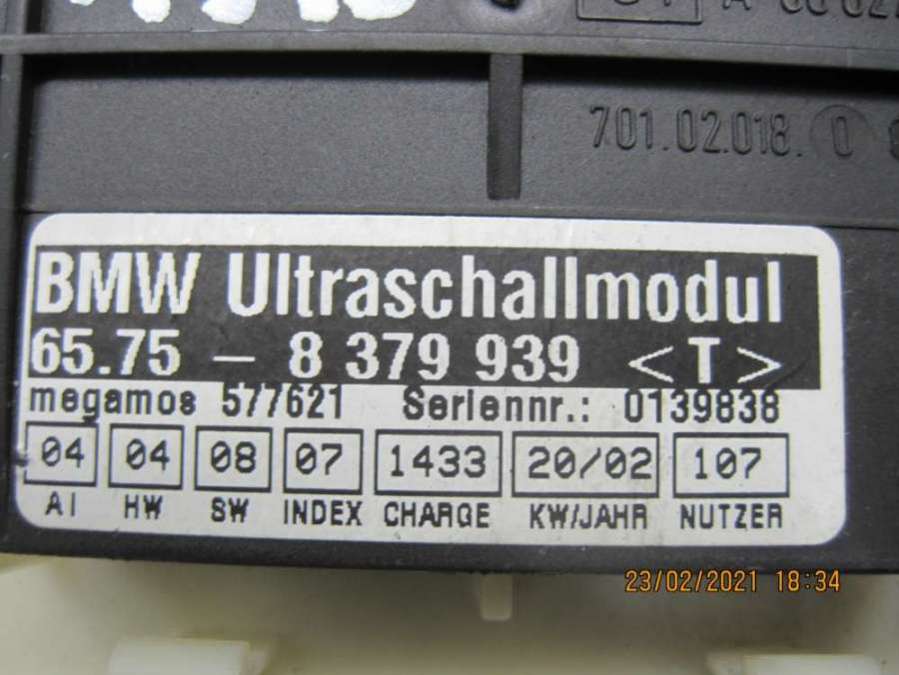 701.02.018. 0
BMW Ultraschallmodul
65.75 – 8 379 939 <T>
megamos 577621 Seriennr.: 0139838
04 04 08 07 1433 20/02 107
AI HW SW INDEX CHARGE KW/JAHR NUTZER
23/02/2021 18:34